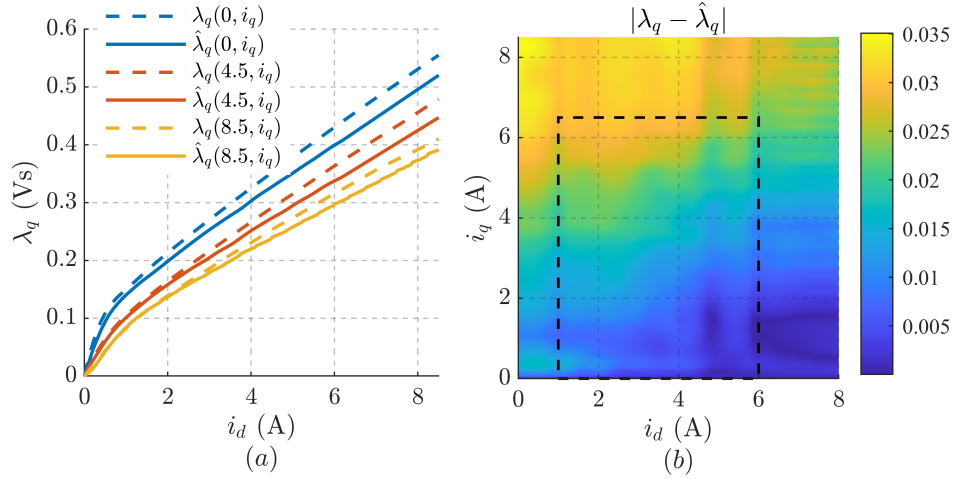 λ_q(0, i_q)
λ̂_q(0, i_q)
λ_q(4.5, i_q)
λ̂_q(4.5, i_q)
λ_q(8.5, i_q)
λ̂_q(8.5, i_q)
0.6
0.5
0.4
0.3
0.2
0.1
0
λ_q (Vs)
0 2 4 6 8
i_d (A)
(a)
|λ_q − λ̂_q|
8
6
4
2
0
i_q (A)
0 2 4 6 8
i_d (A)
(b)
0.035
0.03
0.025
0.02
0.015
0.01
0.005